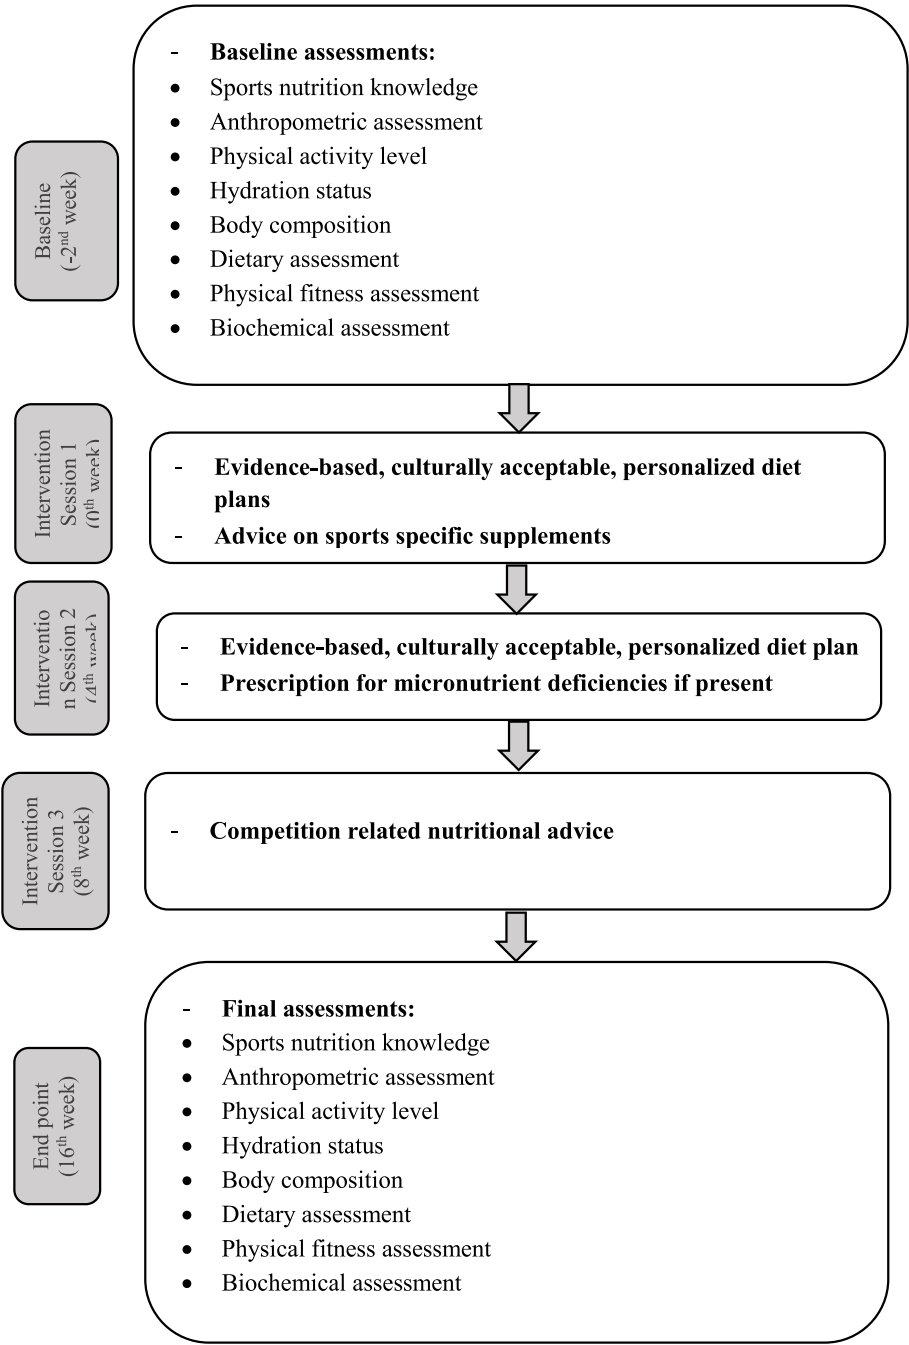 Baseline
(-2nd week)
- Baseline assessments:
• Sports nutrition knowledge
• Anthropometric assessment
• Physical activity level
• Hydration status
• Body composition
• Dietary assessment
• Physical fitness assessment
• Biochemical assessment
Intervention
Session 1
(0th week)
- Evidence-based, culturally acceptable, personalized diet
plans
- Advice on sports specific supplements
Interventio
n Session 2
(4th week)
- Evidence-based, culturally acceptable, personalized diet plan
- Prescription for micronutrient deficiencies if present
Intervention
Session 3
(8th week)
- Competition related nutritional advice
End point
(16th week)
- Final assessments:
• Sports nutrition knowledge
• Anthropometric assessment
• Physical activity level
• Hydration status
• Body composition
• Dietary assessment
• Physical fitness assessment
• Biochemical assessment